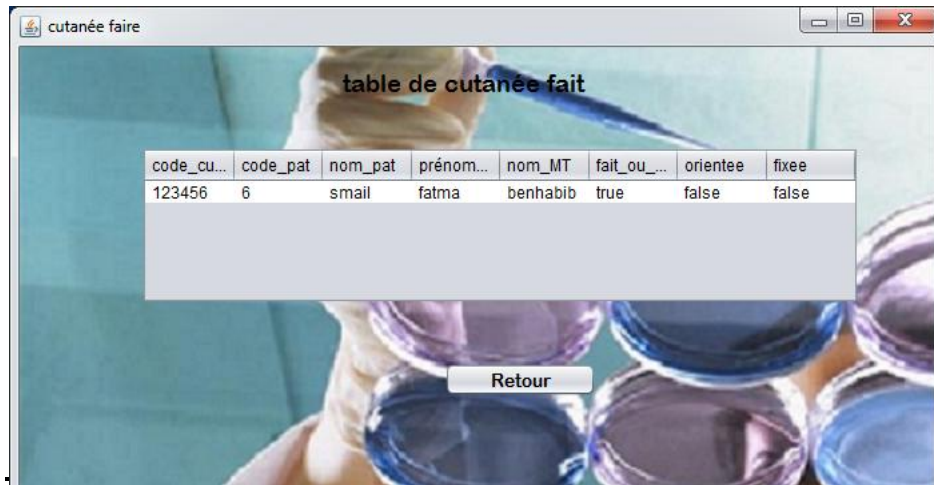 cutanée faire
table de cutanée fait
code_cu... code_pat nom_pat prénom... nom_MT fait_ou_... orientee fixee
123456 6 smail fatma benhabib true false false
Retour